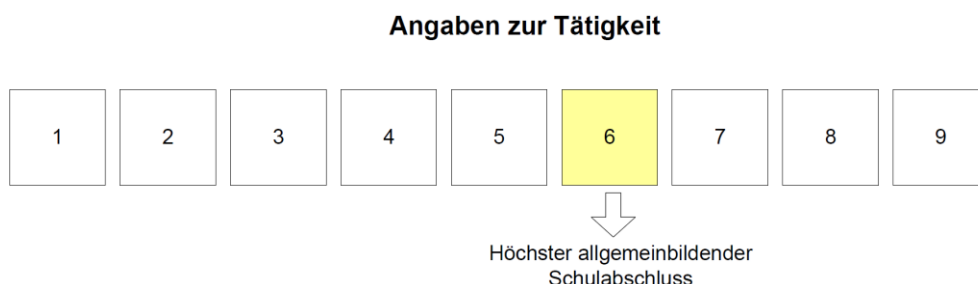 Angaben zur Tätigkeit
1 2 3 4 5 6 7 8 9
Höchster allgemeinbildender
Schulabschluss